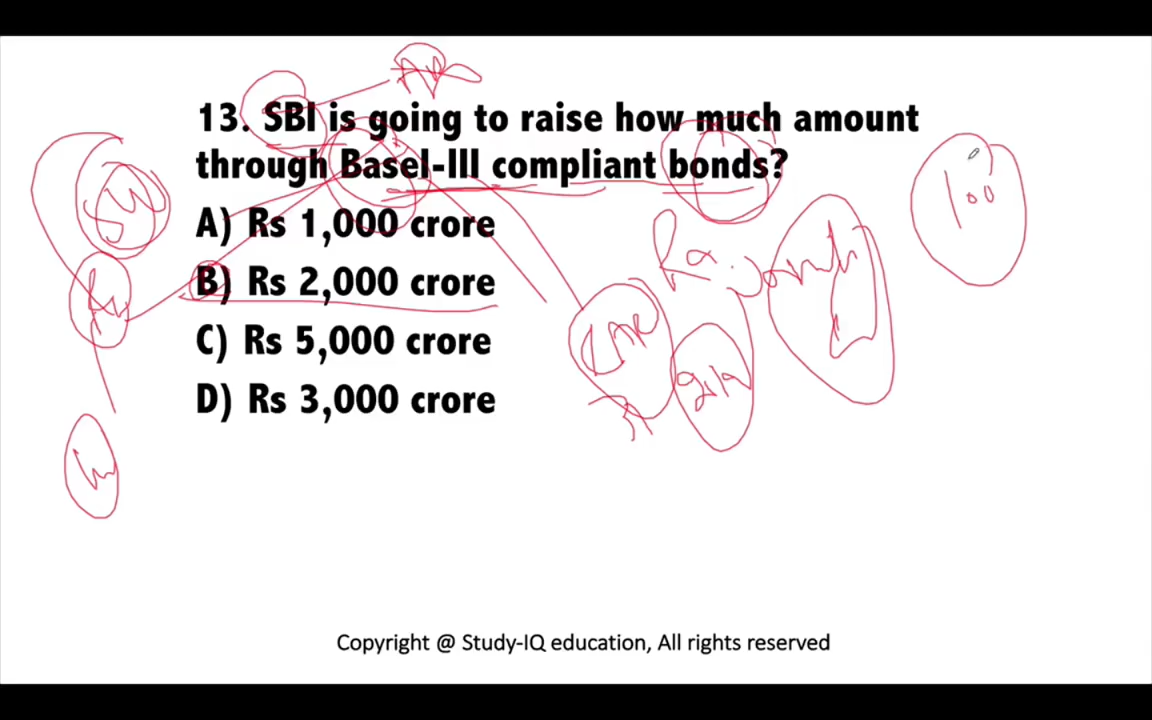 13. SBI is going to raise how much amount
through Basel-III compliant bonds?
A) Rs 1,000 crore
B) Rs 2,000 crore
C) Rs 5,000 crore
D) Rs 3,000 crore
100
Copyright @ Study-IQ education, All rights reserved